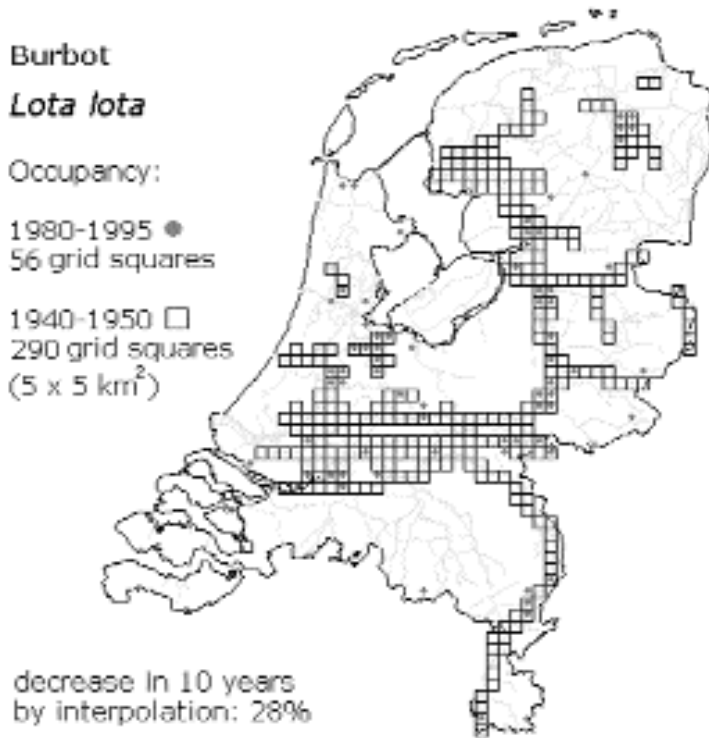 Burbot
Lota lota
Occupancy:
1980-1995 ●
56 grid squares
1940-1950 □
290 grid squares
(5 x 5 km²)
decrease in 10 years
by interpolation: 28%